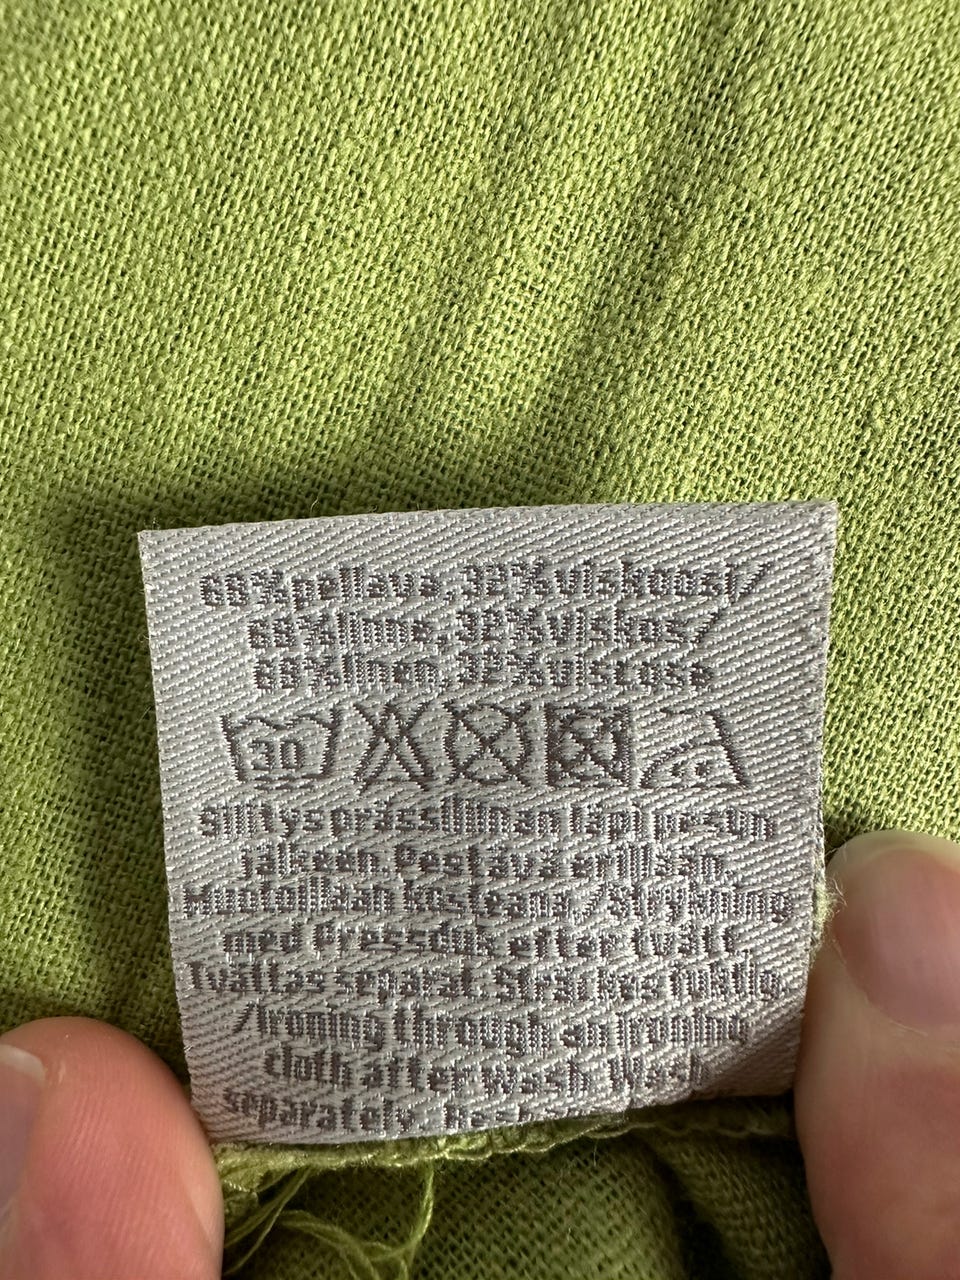 68% pellava, 32% viskoosi/
68% linne, 32% viskos/
68% linen, 32% viscose
30
Silitys prässiliinan läpi pesun
jälkeen. Pestävä erillään.
Muotoillaan kosteana./Strykning
med Pressduk efter tvätt.
Tvättas separat. Sträckes fuktig.
/Ironing through an ironing
cloth after wash. Wash
separately.